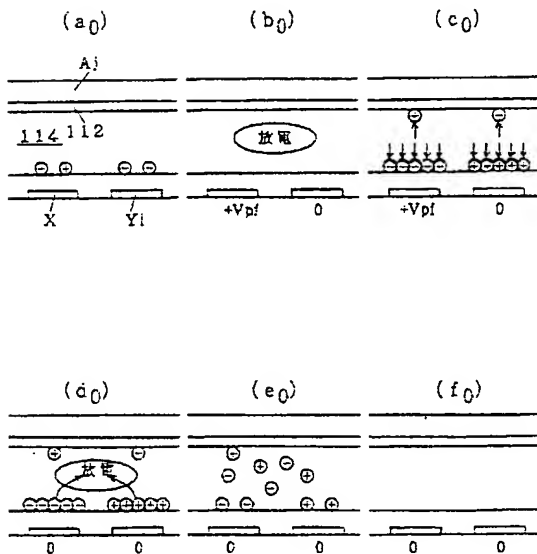 (a0) (b0) (c0)
Aj
114 112
放電
⊖ ⊕ ⊖ ⊖
⊖ ⊖
⊖⊖⊖⊖⊖ ⊕⊕⊕⊕⊕
X Yi +Vpf 0 +Vpf 0
(d0) (e0) (f0)
⊕ ⊖
放電
⊖⊖⊖⊖⊖ ⊕⊕⊕⊕⊕
0 0 0 0 0 0